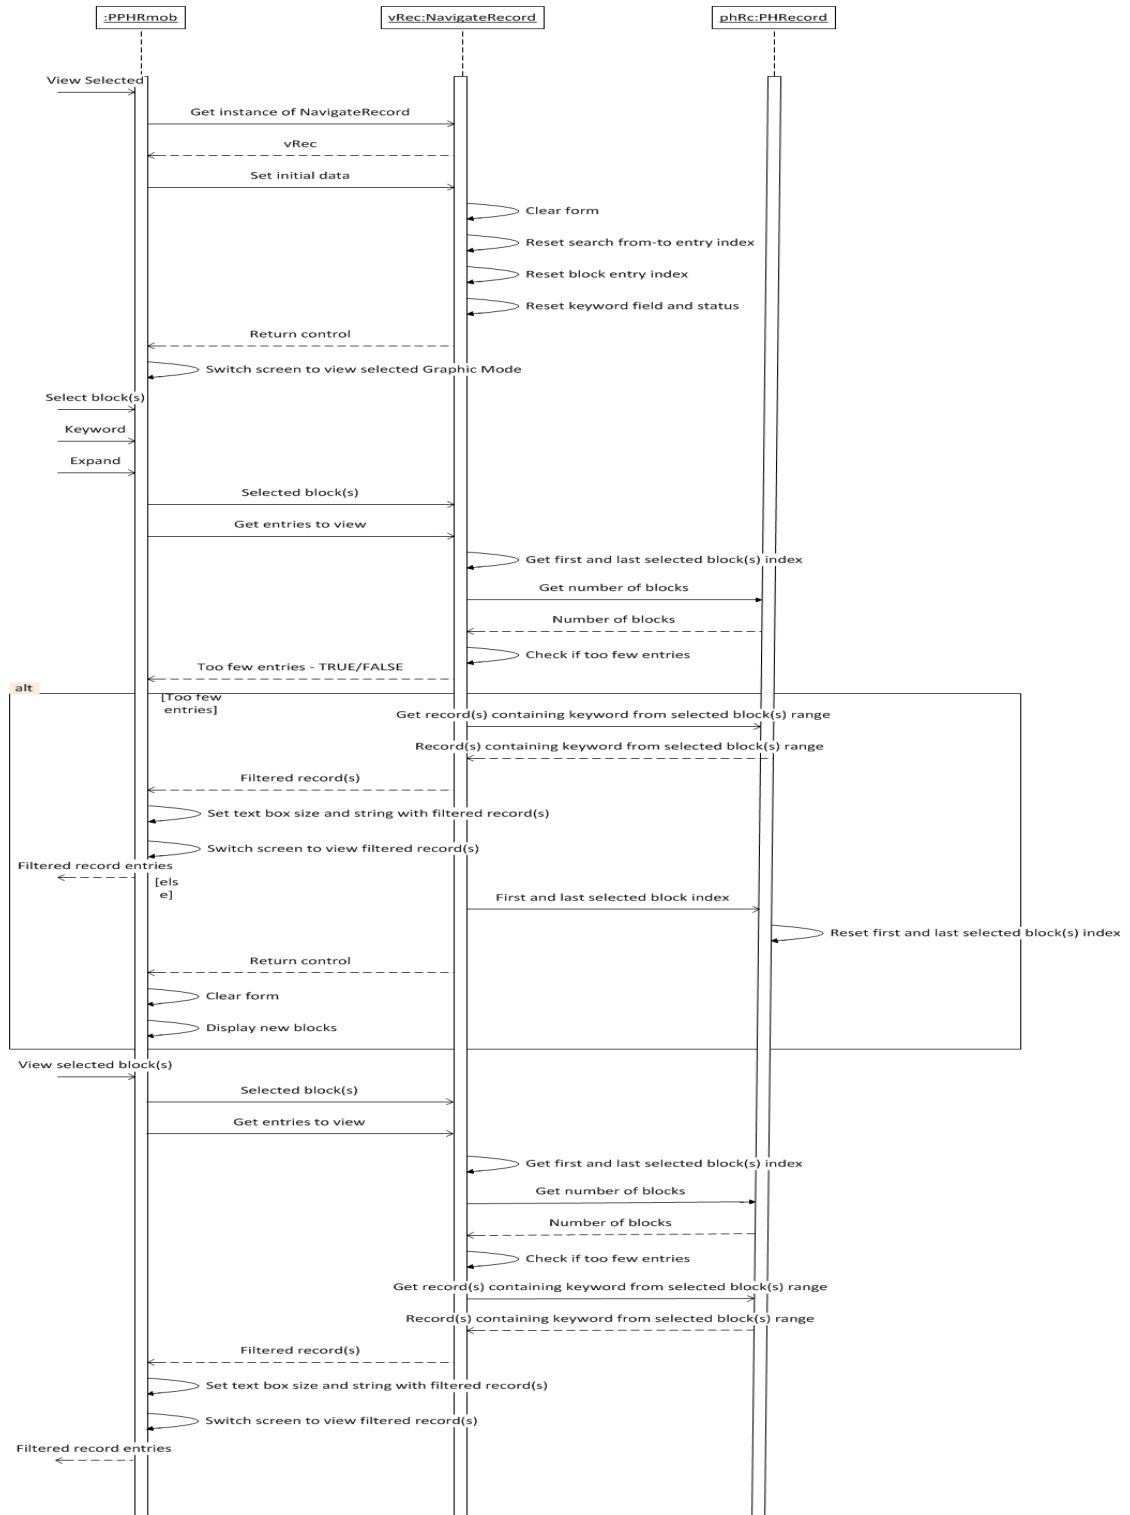 :PPHRmob
vRec:NavigateRecord
phRc:PHRecord
View Selected
Get instance of NavigateRecord
vRec
Set initial data
Clear form
Reset search from-to entry index
Reset block entry index
Reset keyword field and status
Return control
Switch screen to view selected Graphic Mode
Select block(s)
Keyword
Expand
Selected block(s)
Get entries to view
Get first and last selected block(s) index
Get number of blocks
Number of blocks
Check if too few entries
Too few entries - TRUE/FALSE
alt
[Too few
entries]
Get record(s) containing keyword from selected block(s) range
Record(s) containing keyword from selected block(s) range
Filtered record(s)
Set text box size and string with filtered record(s)
Switch screen to view filtered record(s)
Filtered record entries
[els
e]
First and last selected block index
Reset first and last selected block(s) index
Return control
Clear form
Display new blocks
View selected block(s)
Selected block(s)
Get entries to view
Get first and last selected block(s) index
Get number of blocks
Number of blocks
Check if too few entries
Get record(s) containing keyword from selected block(s) range
Record(s) containing keyword from selected block(s) range
Filtered record(s)
Set text box size and string with filtered record(s)
Switch screen to view filtered record(s)
Filtered record entries